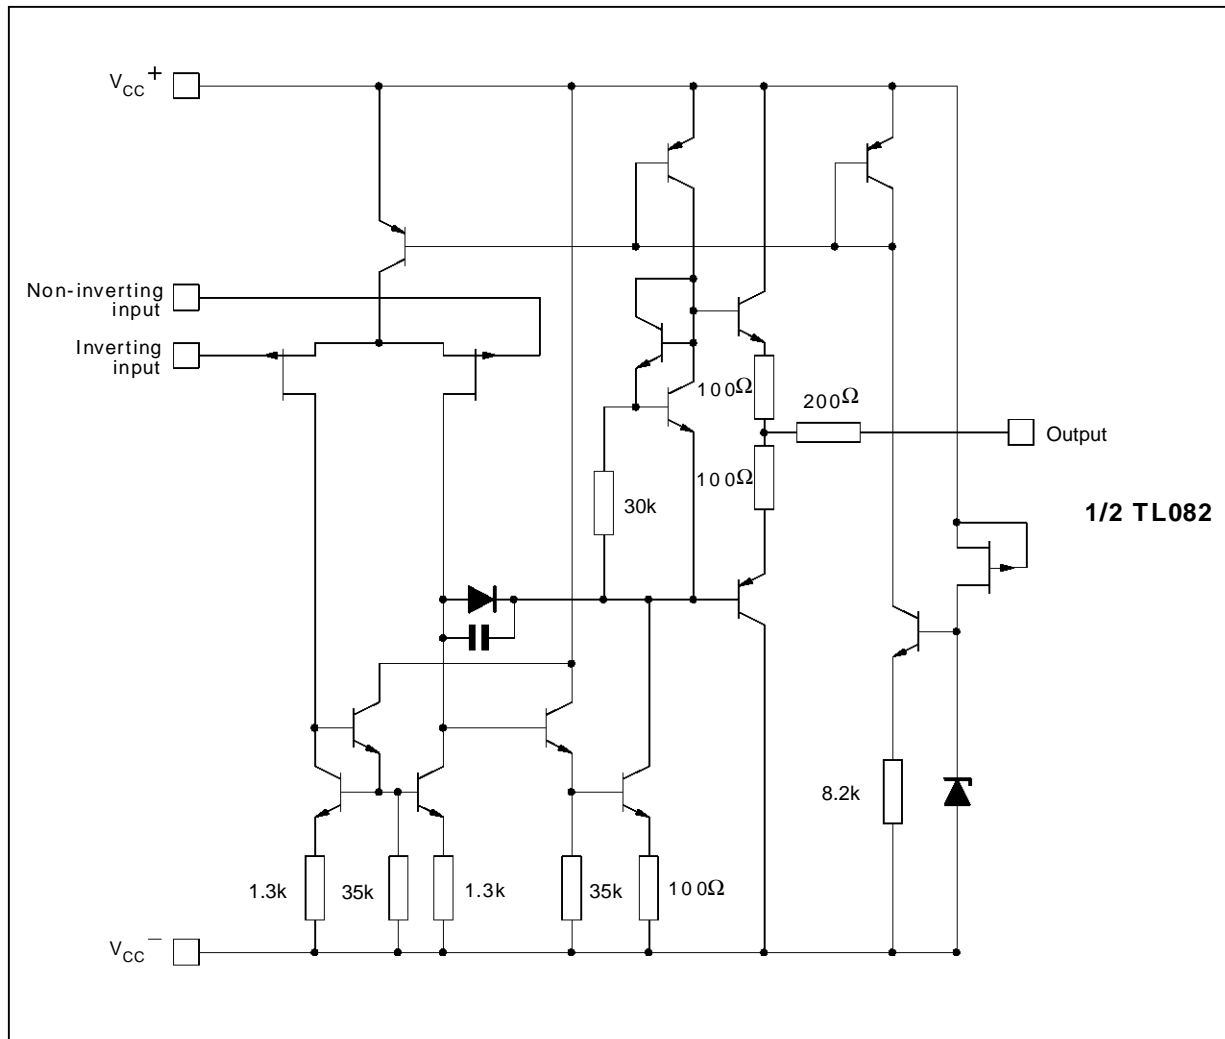 VCC+
Non-inverting
input
Inverting
input
100Ω
200Ω
Output
100Ω
30k
1/2 TL082
8.2k
1.3k
35k
1.3k
35k
100Ω
VCC−